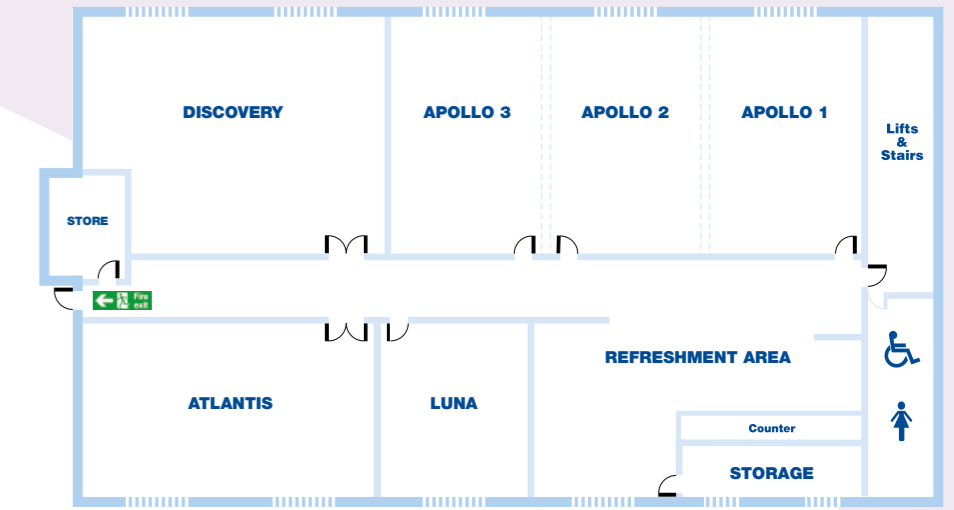 DISCOVERY
APOLLO 3
APOLLO 2
APOLLO 1
Lifts
&
Stairs
STORE
Fire
exit
REFRESHMENT AREA
ATLANTIS
LUNA
Counter
STORAGE